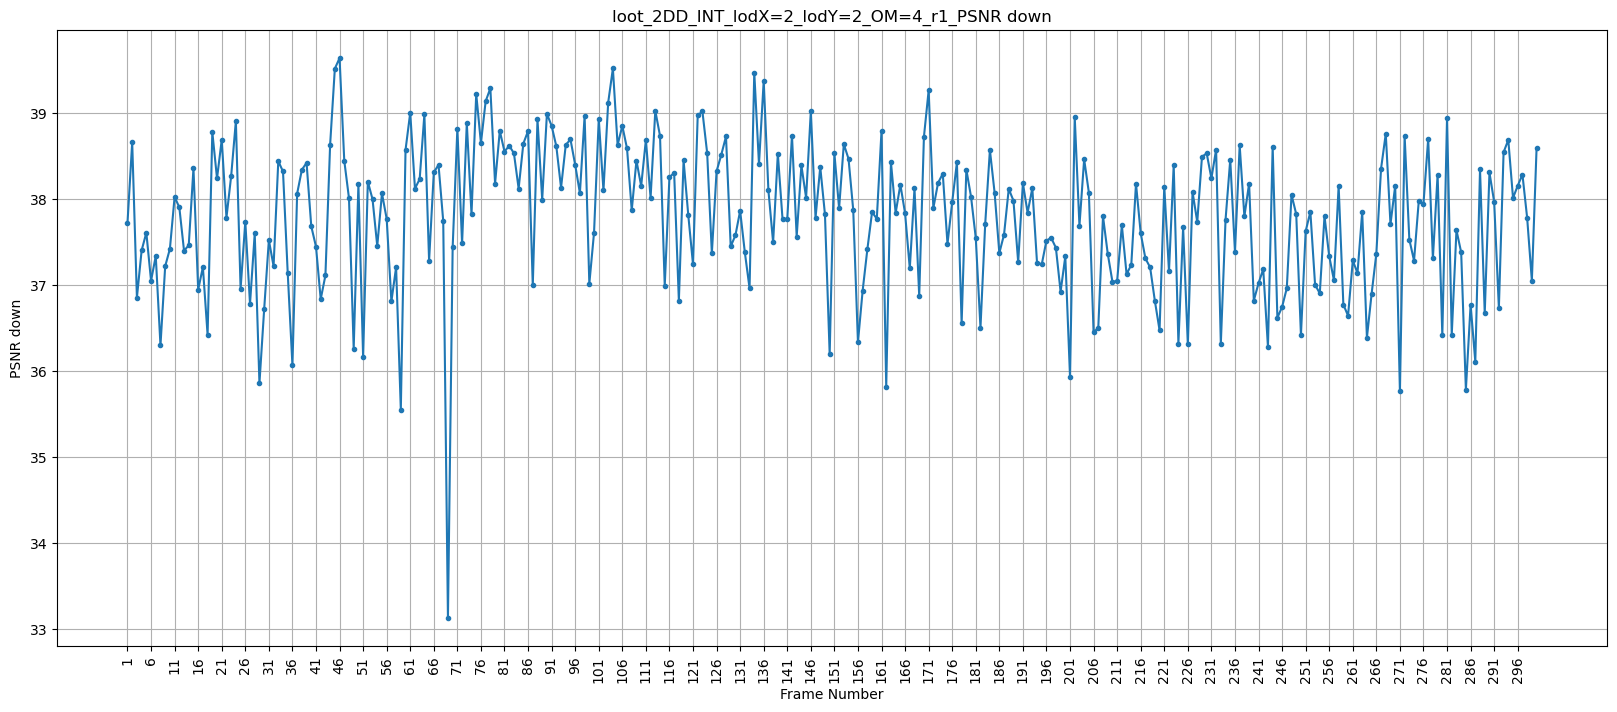 loot_2DD_INT_lodX=2_lodY=2_OM=4_r1_PSNR down
PSNR down
39
38
37
36
35
34
33
1 6 11 16 21 26 31 36 41 46 51 56 61 66 71 76 81 86 91 96 101 106 111 116 121 126 131 136 141 146 151 156 161 166 171 176 181 186 191 196 201 206 211 216 221 226 231 236 241 246 251 256 261 266 271 276 281 286 291 296
Frame Number